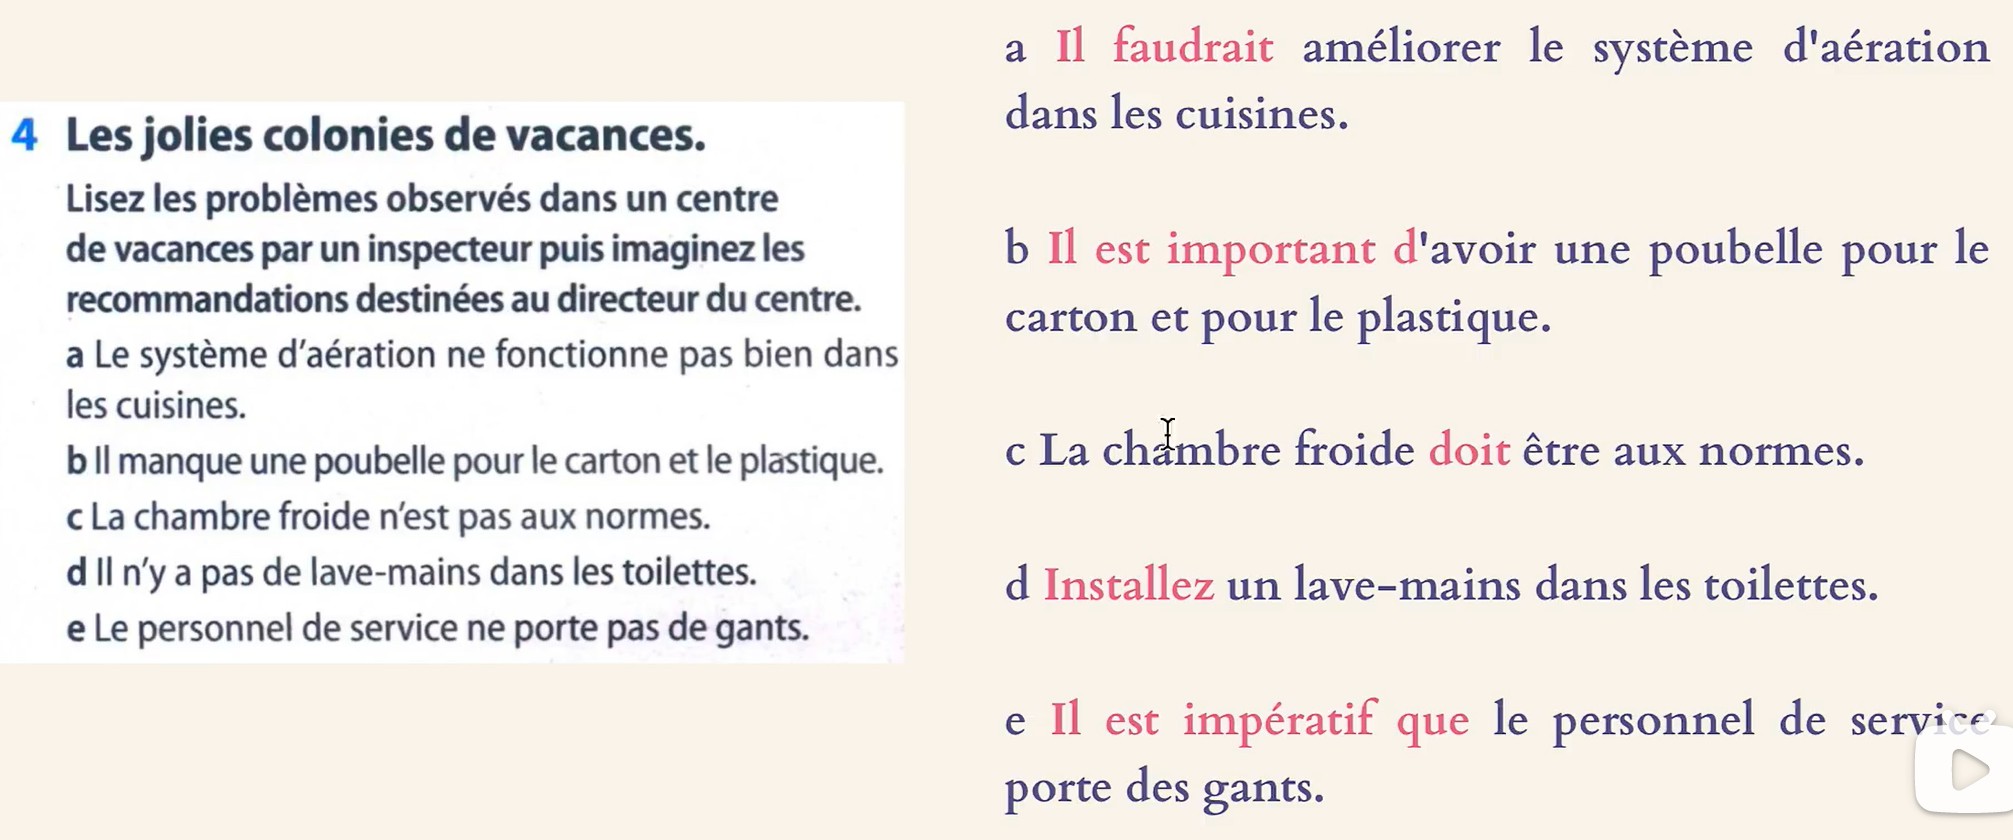 4 Les jolies colonies de vacances.
Lisez les problèmes observés dans un centre
de vacances par un inspecteur puis imaginez les
recommandations destinées au directeur du centre.
a Le système d'aération ne fonctionne pas bien dans
les cuisines.
b Il manque une poubelle pour le carton et le plastique.
c La chambre froide n'est pas aux normes.
d Il n'y a pas de lave-mains dans les toilettes.
e Le personnel de service ne porte pas de gants.
a Il faudrait améliorer le système d'aération
dans les cuisines.
b Il est important d'avoir une poubelle pour le
carton et pour le plastique.
c La chambre froide doit être aux normes.
d Installez un lave-mains dans les toilettes.
e Il est impératif que le personnel de service
porte des gants.